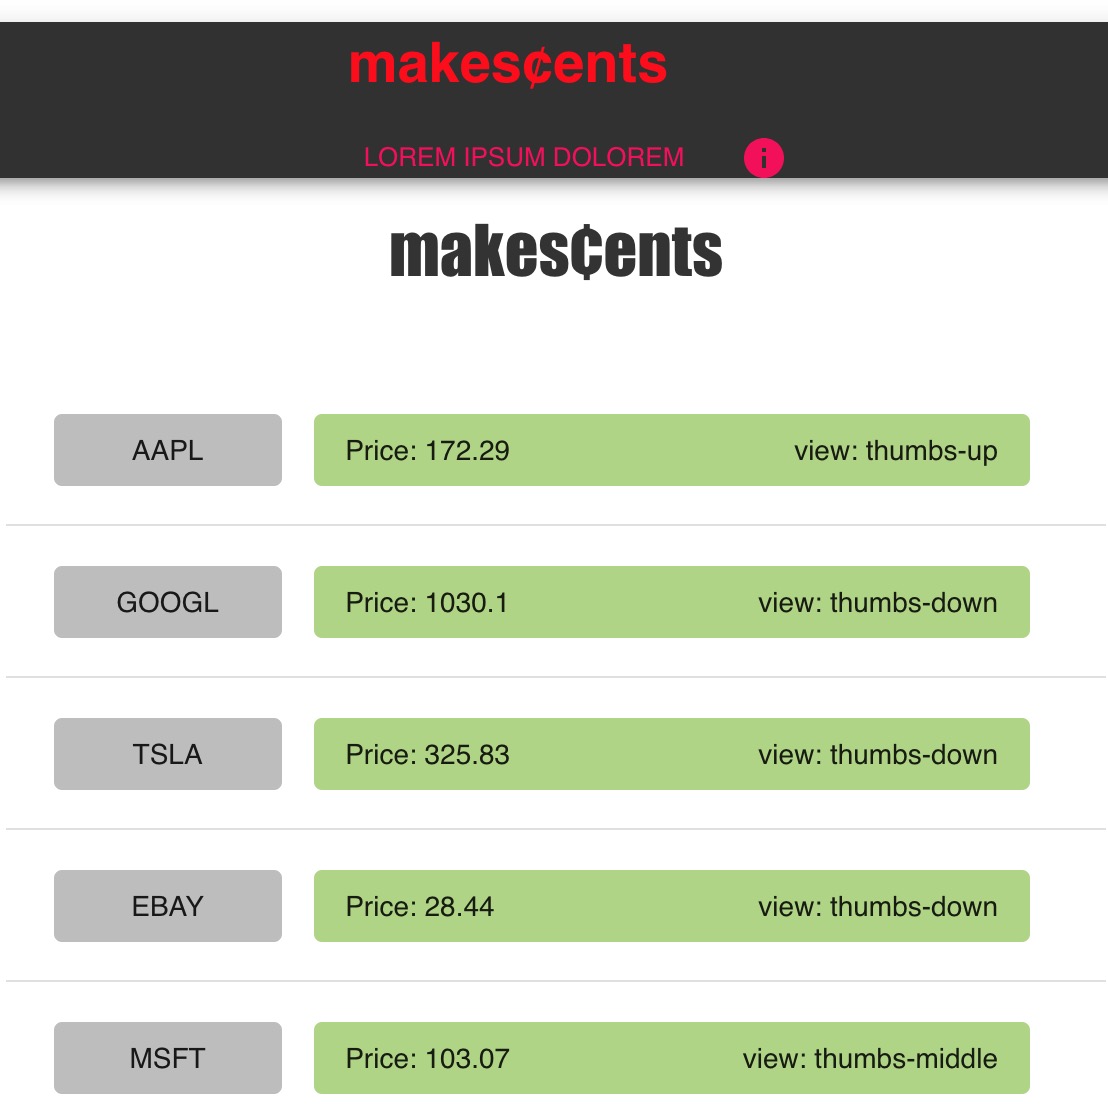 makes¢ents
LOREM IPSUM DOLOREM i
makes¢ents
AAPL Price: 172.29 view: thumbs-up
GOOGL Price: 1030.1 view: thumbs-down
TSLA Price: 325.83 view: thumbs-down
EBAY Price: 28.44 view: thumbs-down
MSFT Price: 103.07 view: thumbs-middle